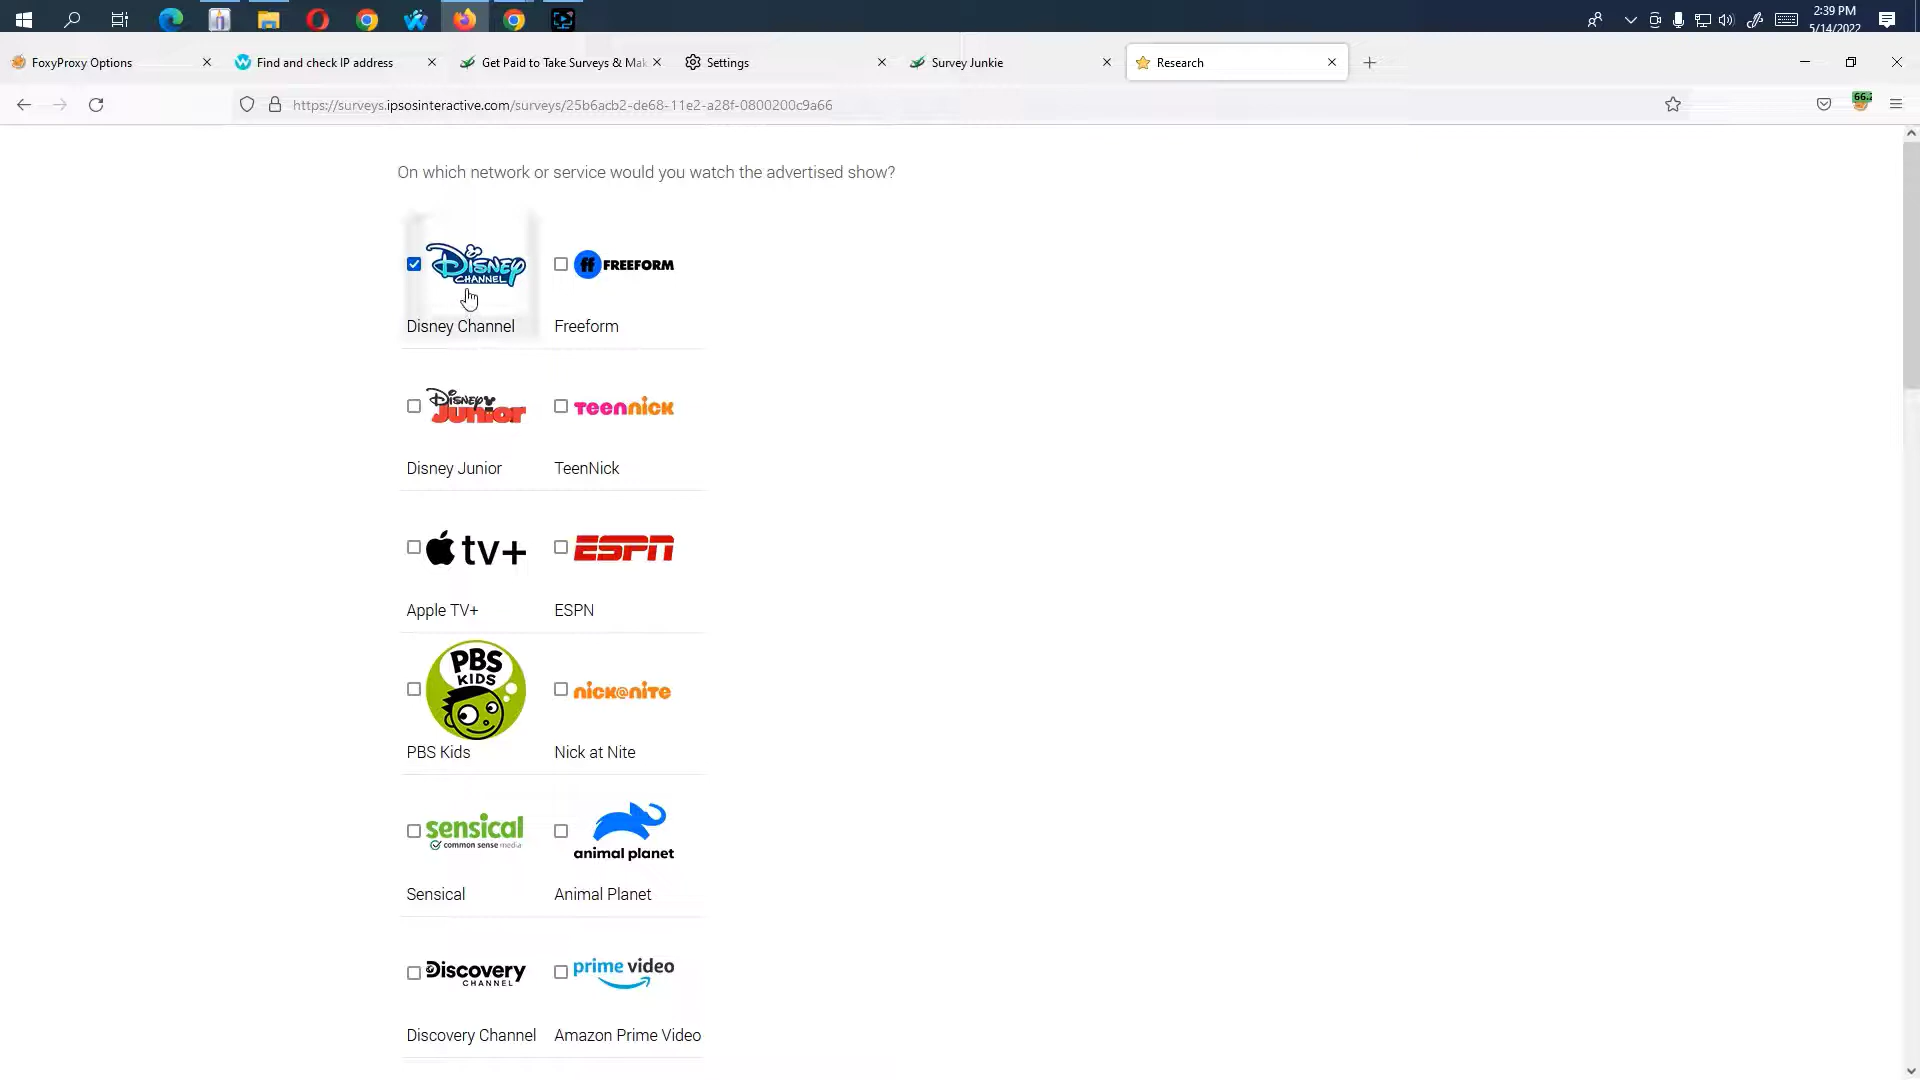 2:39 PM
5/14/2022
FoxyProxy Options
Find and check IP address
Get Paid to Take Surveys & Mak
Settings
Survey Junkie
Research
https://surveys.ipsosinteractive.com/surveys/25b6acb2-de68-11e2-a28f-0800200c9a66
66.2
On which network or service would you watch the advertised show?
Disney CHANNEL
ff FREEFORM
Disney Channel
Freeform
Disney Junior
TEENNICK
Disney Junior
TeenNick
tv+
ESPN
Apple TV+
ESPN
PBS KIDS
nick@nite
PBS Kids
Nick at Nite
sensical
common sense media
animal planet
Sensical
Animal Planet
Discovery CHANNEL
prime video
Discovery Channel
Amazon Prime Video